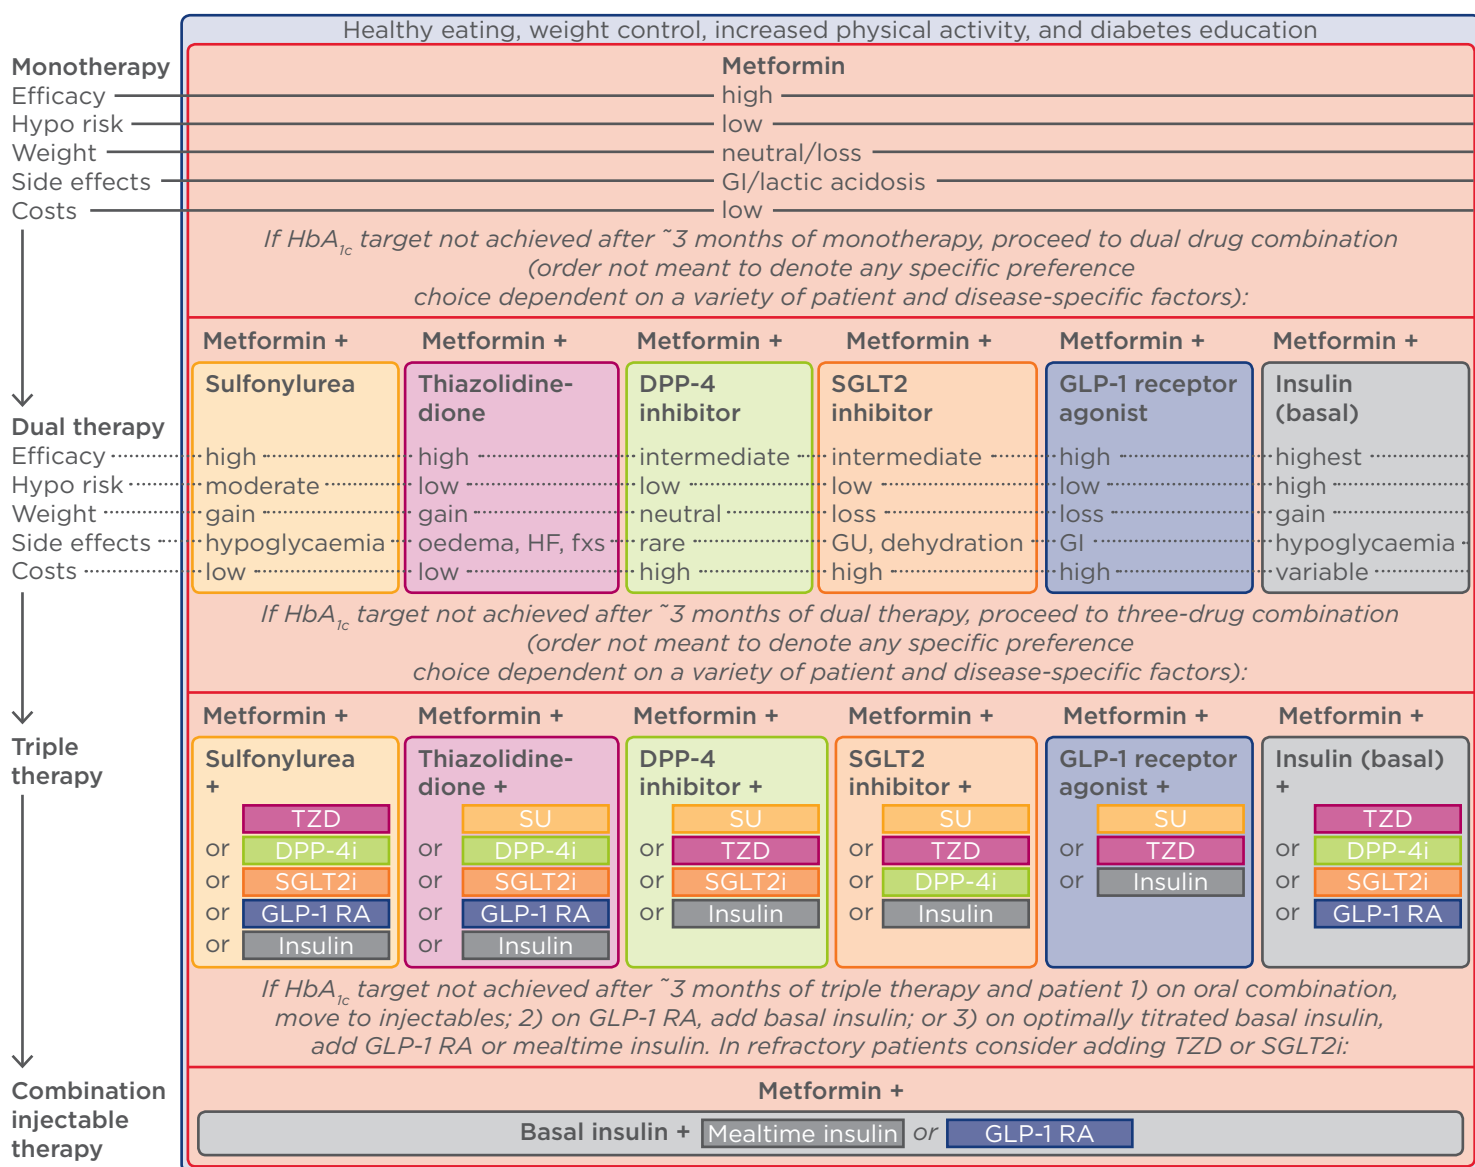 Healthy eating, weight control, increased physical activity, and diabetes education
Monotherapy Metformin
Efficacy high
Hypo risk low
Weight neutral/loss
Side effects GI/lactic acidosis
Costs low
If HbA1c target not achieved after ~3 months of monotherapy, proceed to dual drug combination
(order not meant to denote any specific preference
choice dependent on a variety of patient and disease-specific factors):
Metformin + Metformin + Metformin + Metformin + Metformin + Metformin +
Sulfonylurea Thiazolidine- DPP-4 SGLT2 GLP-1 receptor Insulin
dione inhibitor inhibitor agonist (basal)
Dual therapy
Efficacy high high intermediate intermediate high highest
Hypo risk moderate low low low low high
Weight gain gain neutral loss loss gain
Side effects hypoglycaemia oedema, HF, fxs rare GU, dehydration GI hypoglycaemia
Costs low low high high high variable
If HbA1c target not achieved after ~3 months of dual therapy, proceed to three-drug combination
(order not meant to denote any specific preference
choice dependent on a variety of patient and disease-specific factors):
Metformin + Metformin + Metformin + Metformin + Metformin + Metformin +
Triple
therapy
Sulfonylurea Thiazolidine- DPP-4 SGLT2 GLP-1 receptor Insulin (basal)
+ dione + inhibitor + inhibitor + agonist + +
TZD SU SU SU SU TZD
or DPP-4i or DPP-4i or TZD or TZD or TZD or DPP-4i
or SGLT2i or SGLT2i or SGLT2i or DPP-4i or Insulin or SGLT2i
or GLP-1 RA or GLP-1 RA or Insulin or Insulin or GLP-1 RA
or Insulin or Insulin
If HbA1c target not achieved after ~3 months of triple therapy and patient 1) on oral combination,
move to injectables; 2) on GLP-1 RA, add basal insulin; or 3) on optimally titrated basal insulin,
add GLP-1 RA or mealtime insulin. In refractory patients consider adding TZD or SGLT2i:
Combination
injectable
therapy
Metformin +
Basal insulin + Mealtime insulin or GLP-1 RA